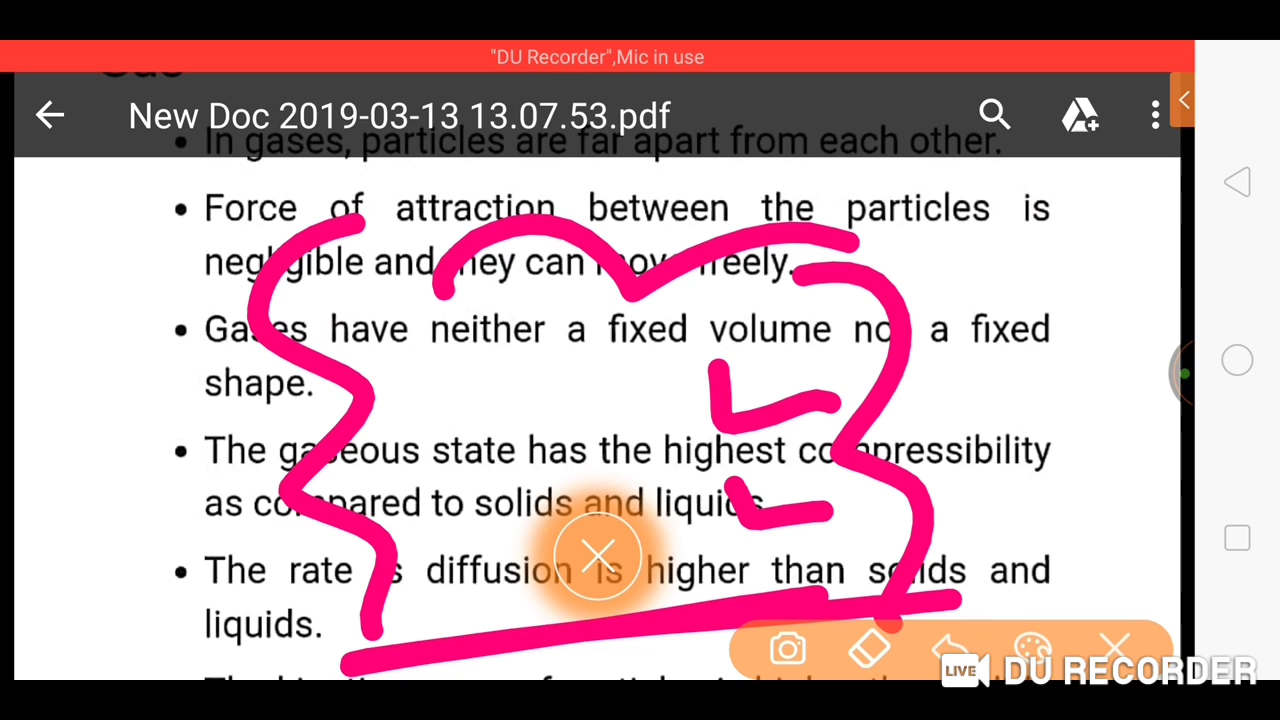 "DU Recorder",Mic in use
New Doc 2019-03-13 13.07.53.pdf
• In gases, particles are far apart from each other.
• Force of attraction between the particles is
negligible and they can move freely.
• Gases have neither a fixed volume nor a fixed
shape.
• The gaseous state has the highest compressibility
as compared to solids and liquids.
• The rate is diffusion is higher than solids and
liquids.
LIVE DU RECORDER